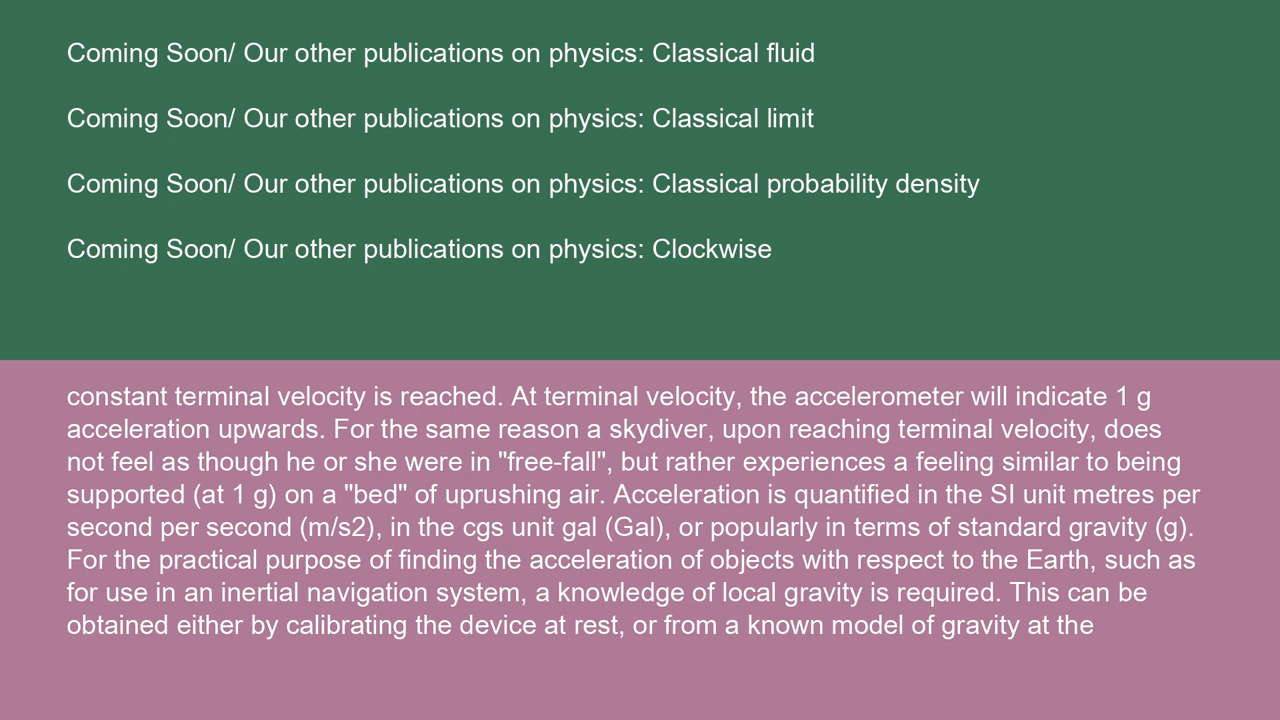 Coming Soon/ Our other publications on physics: Classical fluid
Coming Soon/ Our other publications on physics: Classical limit
Coming Soon/ Our other publications on physics: Classical probability density
Coming Soon/ Our other publications on physics: Clockwise
constant terminal velocity is reached. At terminal velocity, the accelerometer will indicate 1 g
acceleration upwards. For the same reason a skydiver, upon reaching terminal velocity, does
not feel as though he or she were in "free-fall", but rather experiences a feeling similar to being
supported (at 1 g) on a "bed" of uprushing air. Acceleration is quantified in the SI unit metres per
second per second (m/s2), in the cgs unit gal (Gal), or popularly in terms of standard gravity (g).
For the practical purpose of finding the acceleration of objects with respect to the Earth, such as
for use in an inertial navigation system, a knowledge of local gravity is required. This can be
obtained either by calibrating the device at rest, or from a known model of gravity at the